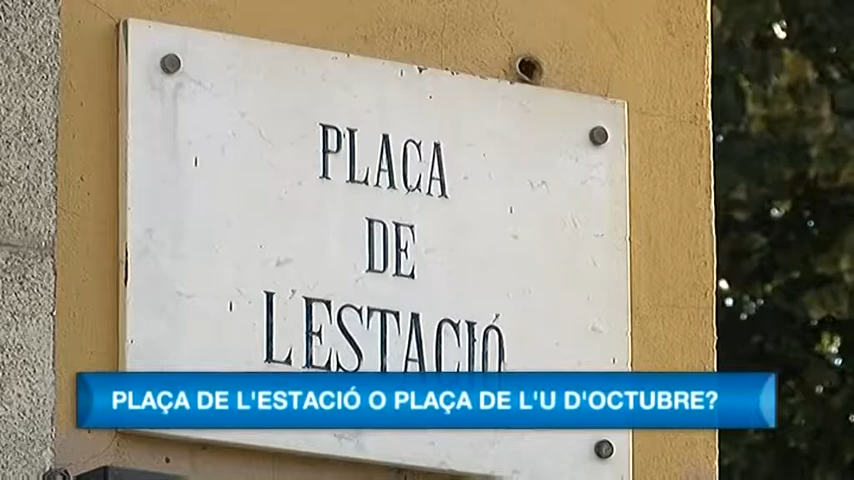 PLAÇA
DE
L'ESTACIÓ
PLAÇA DE L'ESTACIÓ O PLAÇA DE L'U D'OCTUBRE?